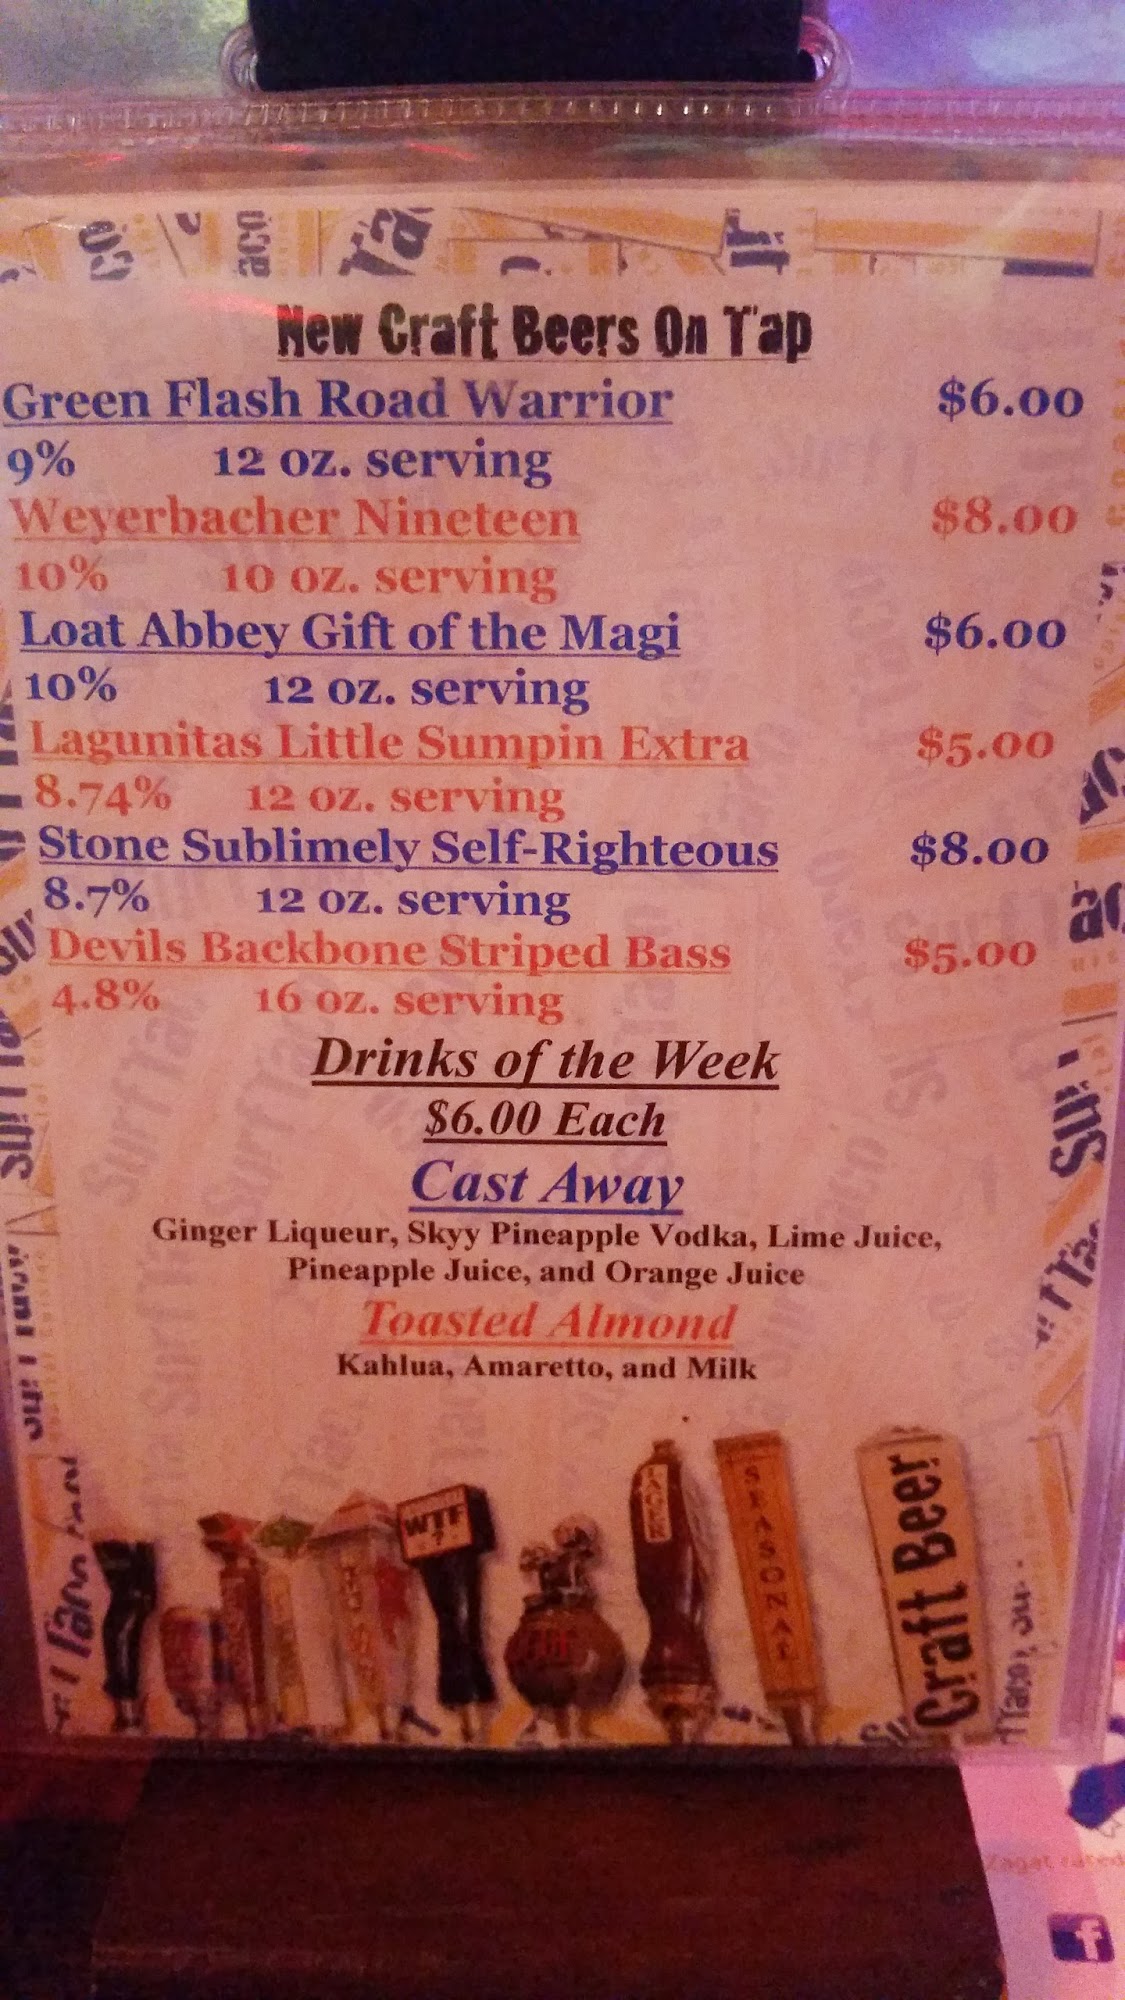 New Craft Beers On Tap
Green Flash Road Warrior $6.00
9% 12 oz. serving
Weyerbacher Nineteen $8.00
10% 10 oz. serving
Loat Abbey Gift of the Magi $6.00
10% 12 oz. serving
Lagunitas Little Sumpin Extra $5.00
8.74% 12 oz. serving
Stone Sublimely Self-Righteous $8.00
8.7% 12 oz. serving
Devils Backbone Striped Bass $5.00
4.8% 16 oz. serving
Drinks of the Week
$6.00 Each
Cast Away
Ginger Liqueur, Skyy Pineapple Vodka, Lime Juice,
Pineapple Juice, and Orange Juice
Toasted Almond
Kahlua, Amaretto, and Milk
WTF
?
SEASONAL
Craft Beer
Zagat rated
f